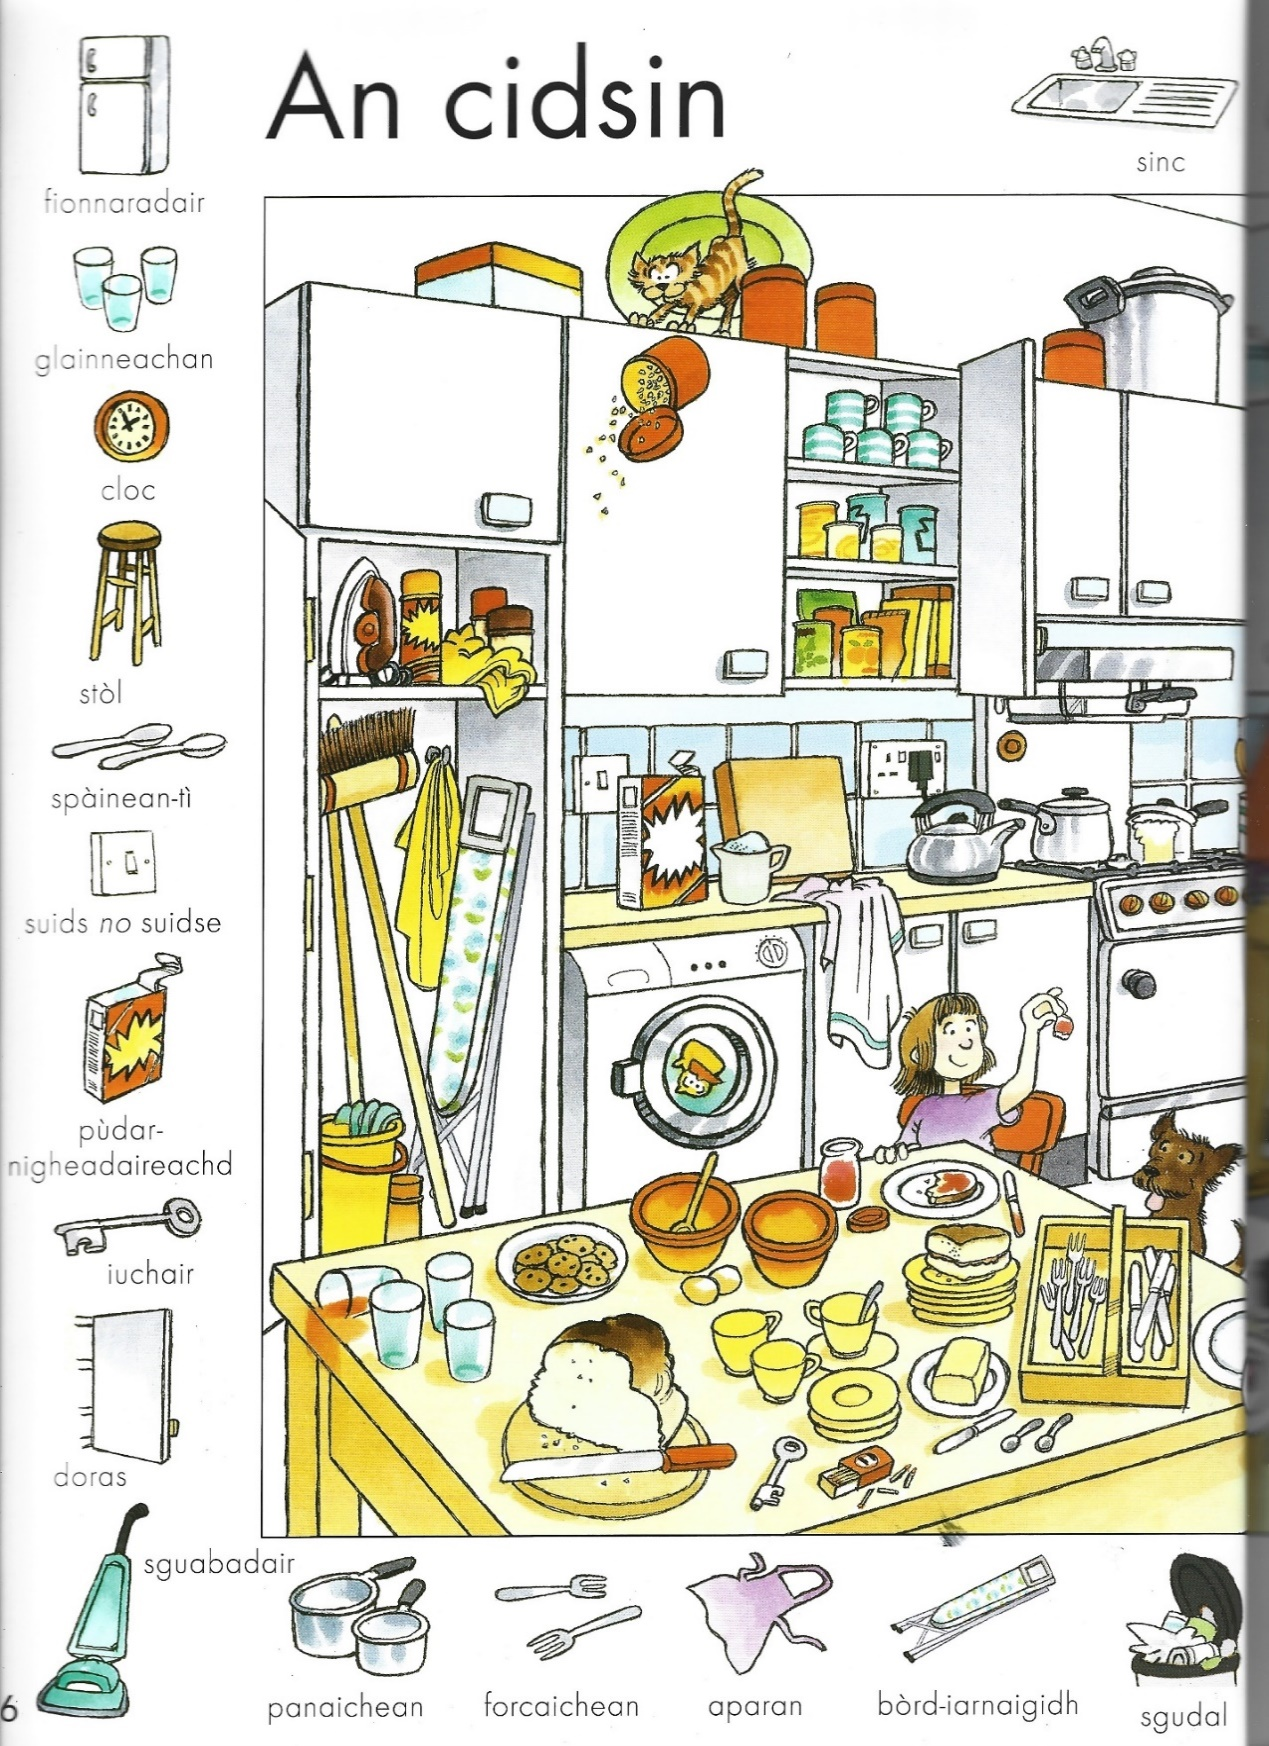 An cidsin
sinc
fionnaradair
glainneachan
cloc
stòl
spàinean-tì
suids no suidse
pùdar-
nigheadaireachd
iuchair
doras
sguabadair
panaichean
forcaichean
aparan
bòrd-iarnaigidh
sgudal
6